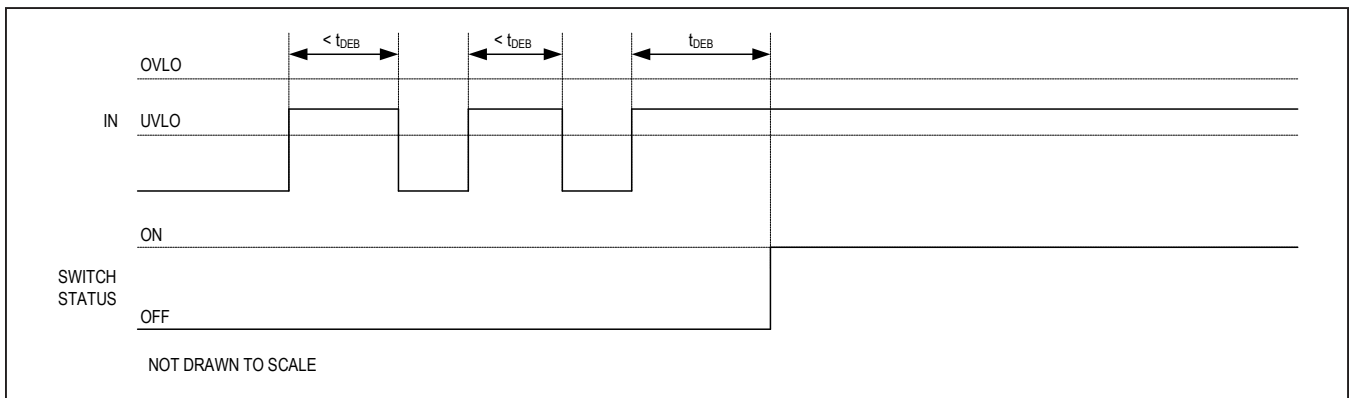 < tDEB
< tDEB
tDEB
OVLO
IN
UVLO
ON
SWITCH
STATUS
OFF
NOT DRAWN TO SCALE